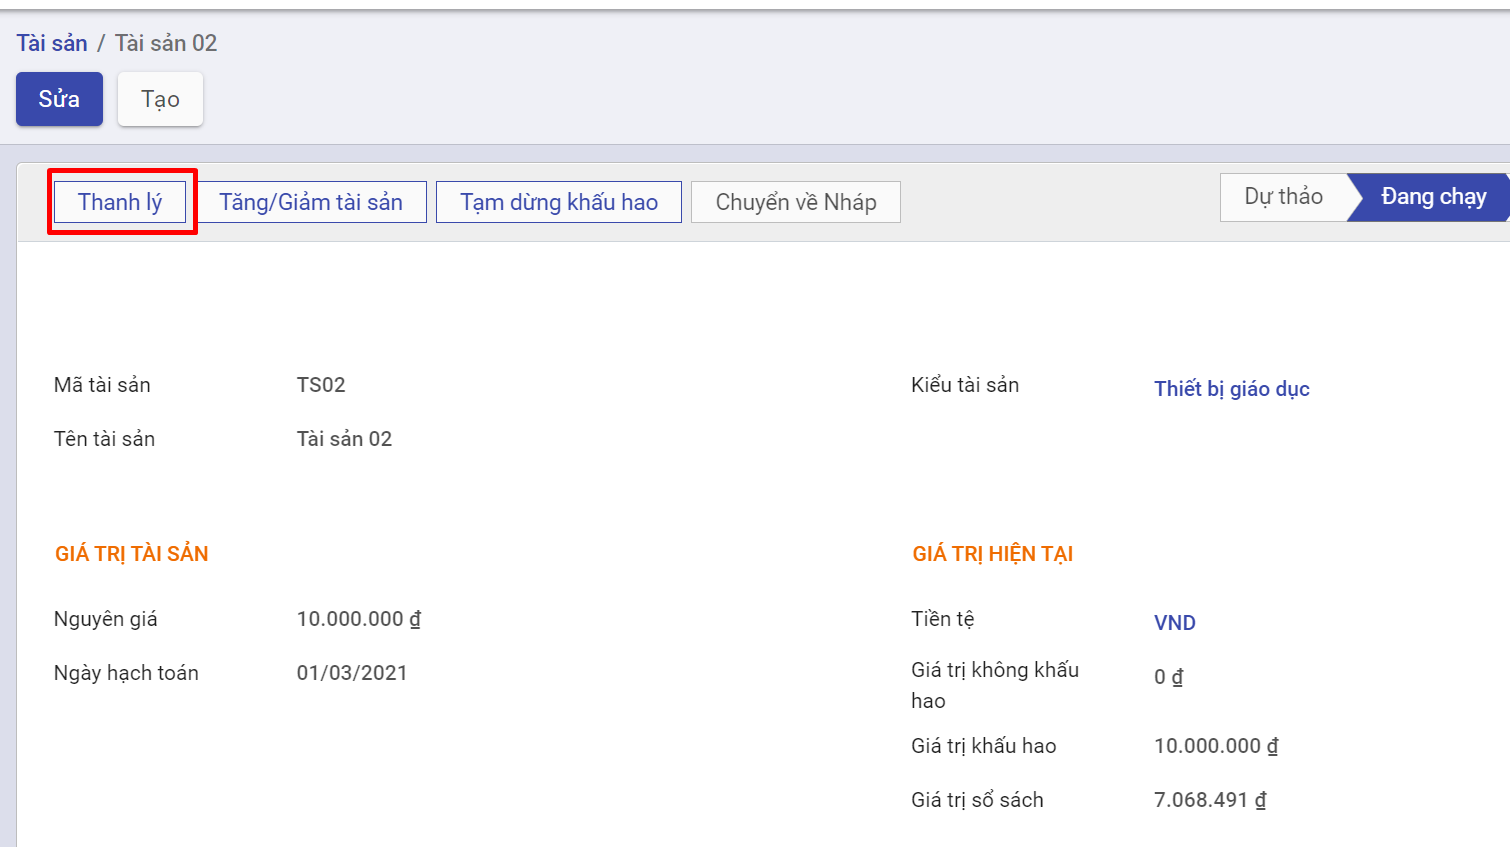 Tài sản / Tài sản 02
Sửa Tạo
Thanh lý Tăng/Giảm tài sản Tạm dừng khấu hao Chuyển về Nháp Dự thảo Đang chạy
Mã tài sản TS02 Kiểu tài sản Thiết bị giáo dục
Tên tài sản Tài sản 02
GIÁ TRỊ TÀI SẢN GIÁ TRỊ HIỆN TẠI
Nguyên giá 10.000.000 ₫ Tiền tệ VND
Ngày hạch toán 01/03/2021 Giá trị không khấu
hao 0 ₫
Giá trị khấu hao 10.000.000 ₫
Giá trị sổ sách 7.068.491 ₫